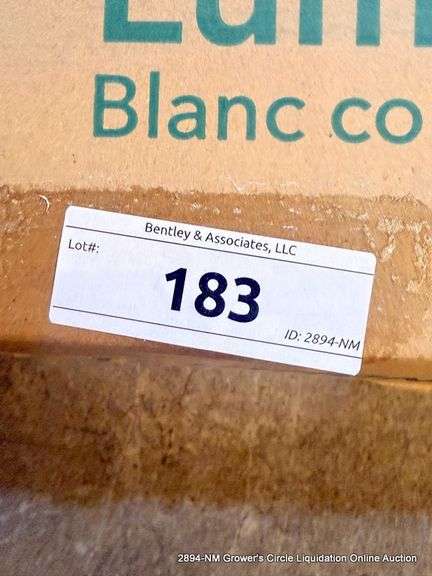 Blanc co
Bentley & Associates, LLC
Lot#:
183
ID: 2894-NM
2894-NM Grower's Circle Liquidation Online Auction